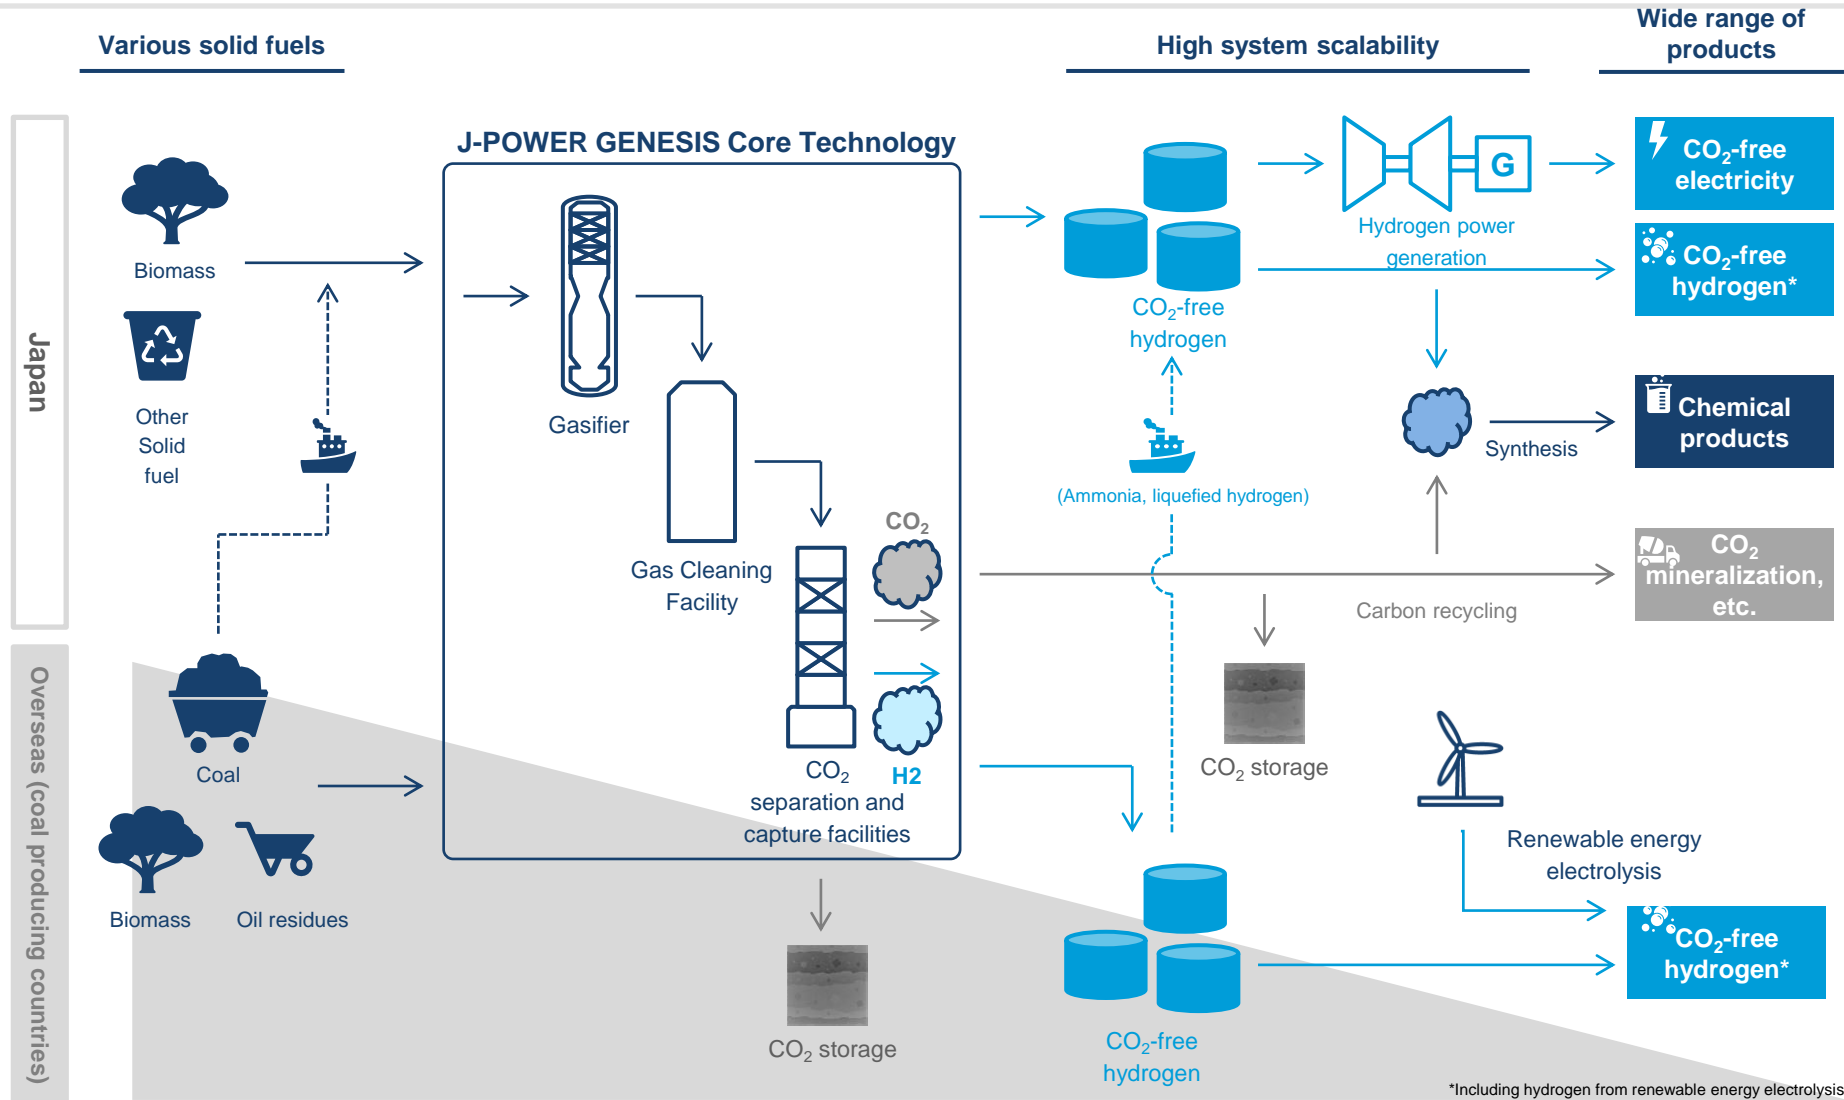 Various solid fuels
High system scalability
Wide range of
products
Japan
Overseas (coal producing countries)
J-POWER GENESIS Core Technology
Biomass
Other
Solid
fuel
Coal
Biomass
Oil residues
Gasifier
Gas Cleaning
Facility
CO₂
H2
CO₂
separation and
capture facilities
CO₂ storage
CO₂-free
hydrogen
(Ammonia, liquefied hydrogen)
G
Hydrogen power
generation
Synthesis
Carbon recycling
CO₂ storage
Renewable energy
electrolysis
CO₂-free
hydrogen
CO₂-free
electricity
CO₂-free
hydrogen*
Chemical
products
CO₂
mineralization,
etc.
CO₂-free
hydrogen*
*Including hydrogen from renewable energy electrolysis